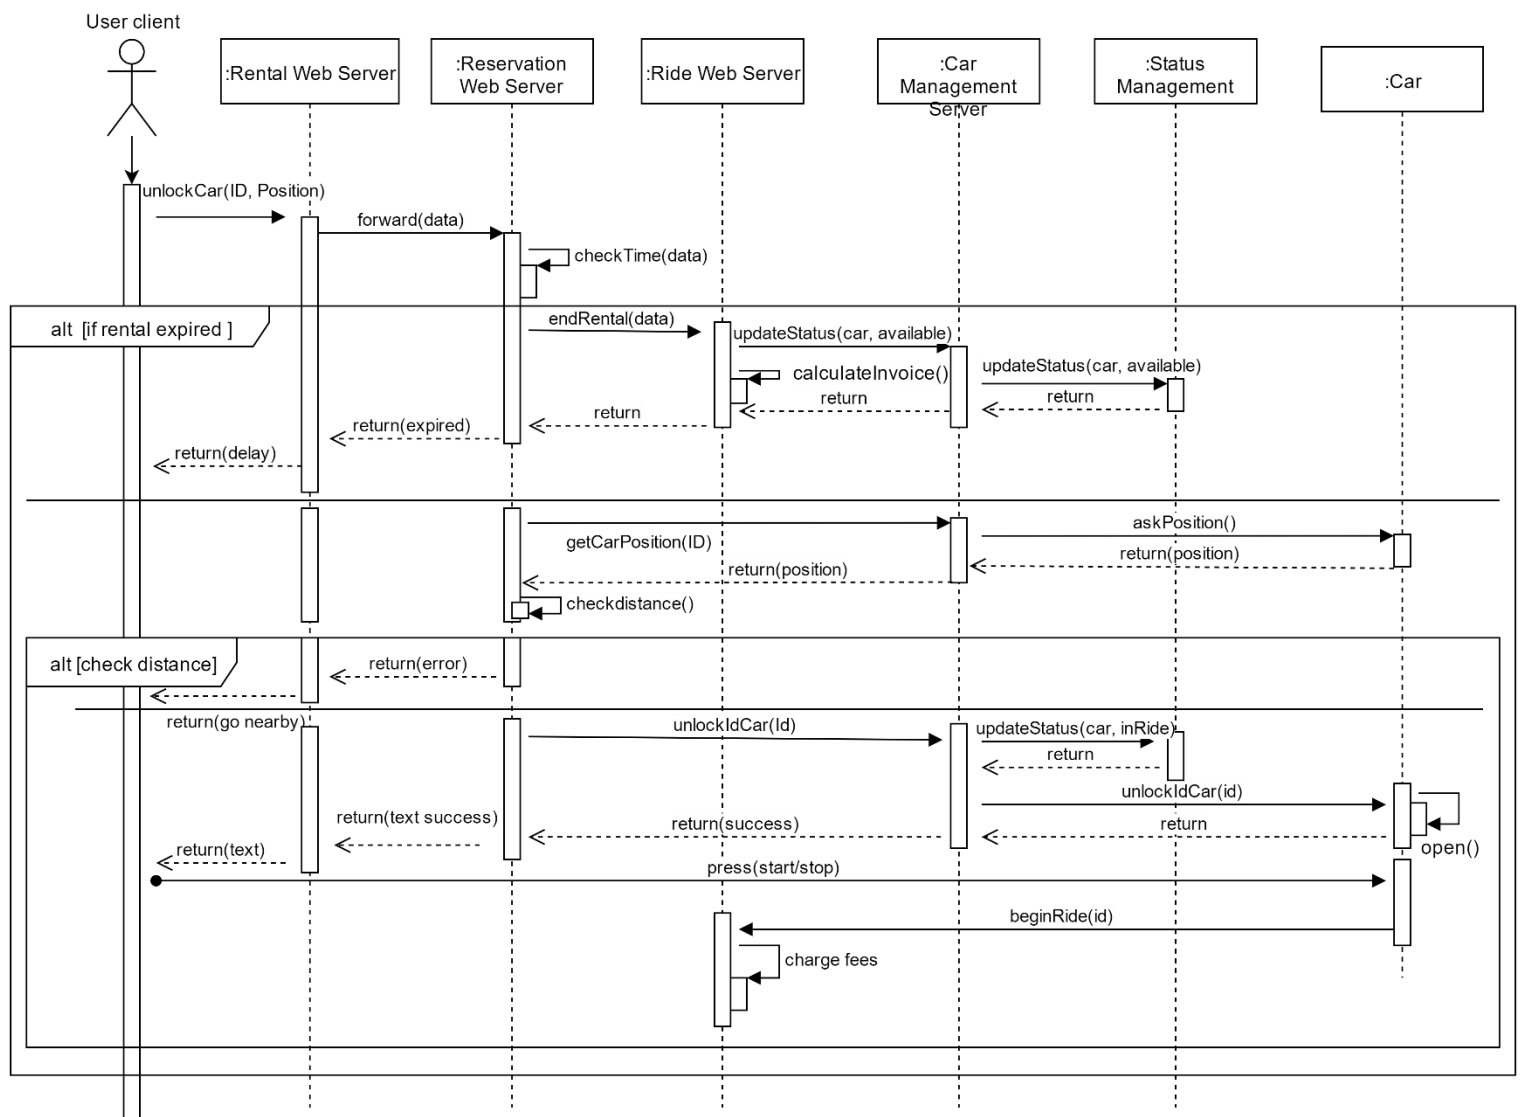 User client
:Rental Web Server
:Reservation
Web Server
:Ride Web Server
:Car
Management
Server
:Status
Management
:Car
unlockCar(ID, Position)
forward(data)
checkTime(data)
alt [if rental expired ]
endRental(data)
updateStatus(car, available)
calculateInvoice()
updateStatus(car, available)
return
return
return
return(expired)
return(delay)
getCarPosition(ID)
askPosition()
return(position)
return(position)
checkdistance()
alt [check distance]
return(error)
return(go nearby)
unlockIdCar(Id)
updateStatus(car, inRide)
return
unlockIdCar(id)
return(text success)
return(success)
return
open()
return(text)
press(start/stop)
beginRide(id)
charge fees